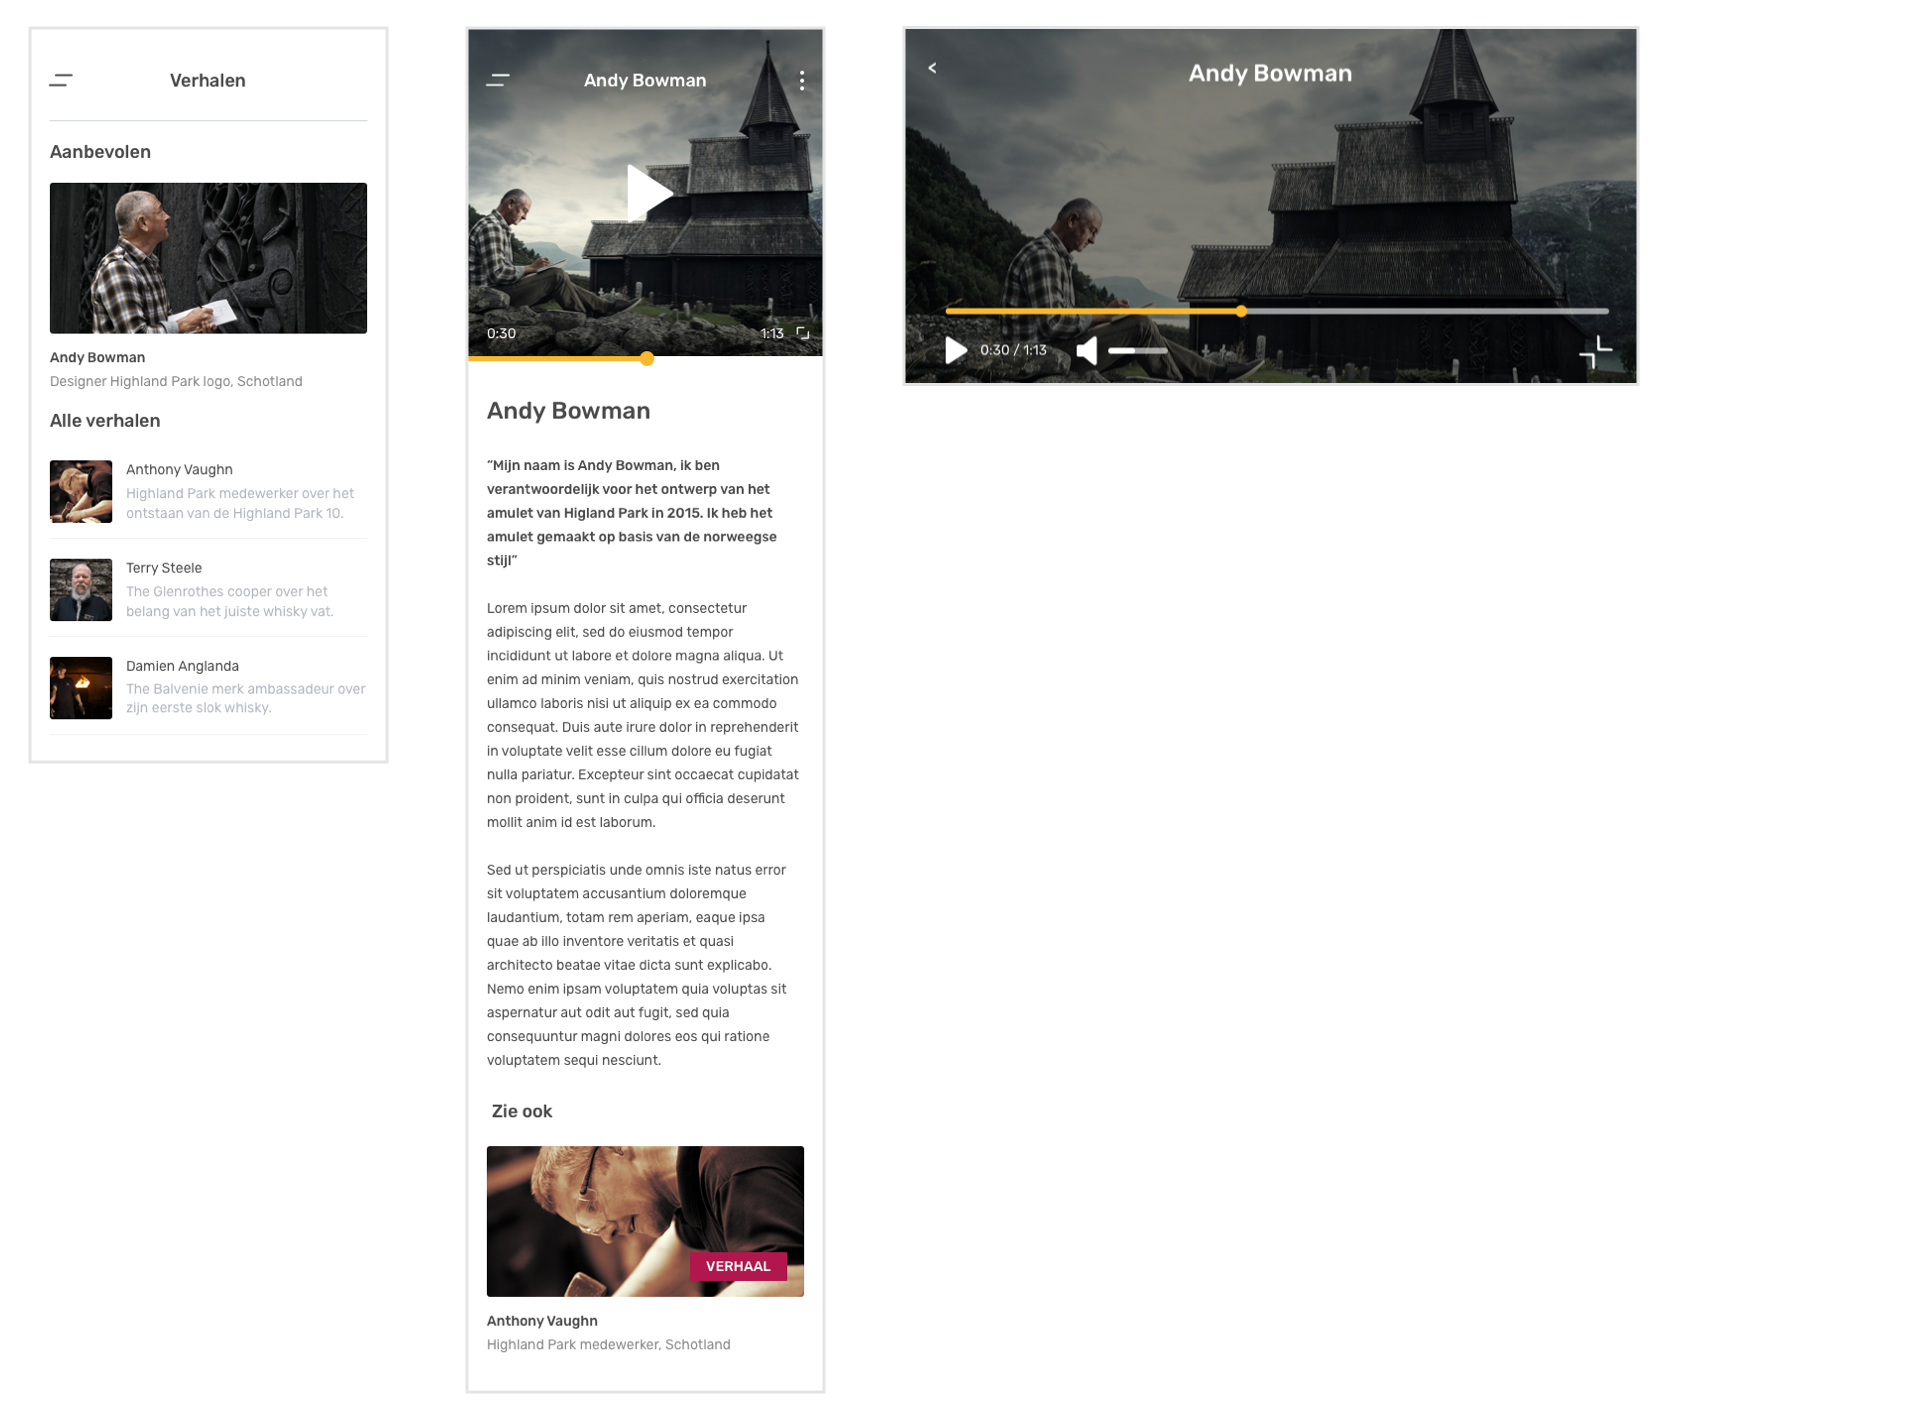 Verhalen
Aanbevolen
Andy Bowman
Designer Highland Park logo, Schotland
Alle verhalen
Anthony Vaughn
Highland Park medewerker over het
ontstaan van de Highland Park 10.
Terry Steele
The Glenrothes cooper over het
belang van het juiste whisky vat.
Damien Anglanda
The Balvenie merk ambassadeur over
zijn eerste slok whisky.
Andy Bowman
0:30
1:13
Andy Bowman
“Mijn naam is Andy Bowman, ik ben
verantwoordelijk voor het ontwerp van het
amulet van Higland Park in 2015. Ik heb het
amulet gemaakt op basis van de norweegse
stijl”
Lorem ipsum dolor sit amet, consectetur
adipiscing elit, sed do eiusmod tempor
incididunt ut labore et dolore magna aliqua. Ut
enim ad minim veniam, quis nostrud exercitation
ullamco laboris nisi ut aliquip ex ea commodo
consequat. Duis aute irure dolor in reprehenderit
in voluptate velit esse cillum dolore eu fugiat
nulla pariatur. Excepteur sint occaecat cupidatat
non proident, sunt in culpa qui officia deserunt
mollit anim id est laborum.
Sed ut perspiciatis unde omnis iste natus error
sit voluptatem accusantium doloremque
laudantium, totam rem aperiam, eaque ipsa
quae ab illo inventore veritatis et quasi
architecto beatae vitae dicta sunt explicabo.
Nemo enim ipsam voluptatem quia voluptas sit
aspernatur aut odit aut fugit, sed quia
consequuntur magni dolores eos qui ratione
voluptatem sequi nesciunt.
Zie ook
VERHAAL
Anthony Vaughn
Highland Park medewerker, Schotland
Andy Bowman
0:30 / 1:13